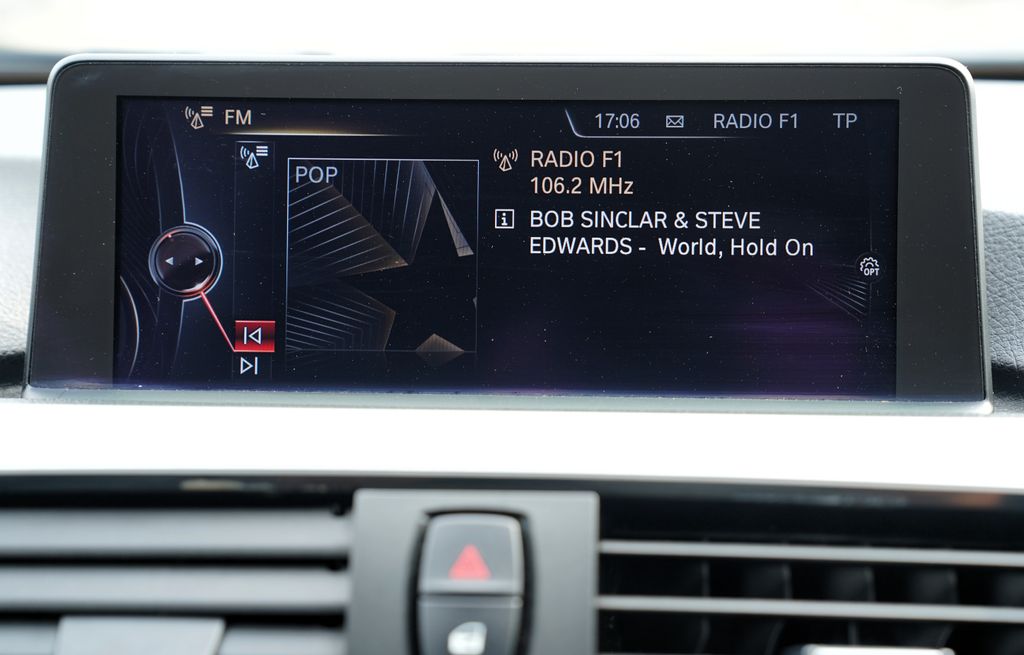 FM
17:06 RADIO F1 TP
POP
RADIO F1
106.2 MHz
BOB SINCLAR & STEVE
EDWARDS - World, Hold On
OPT